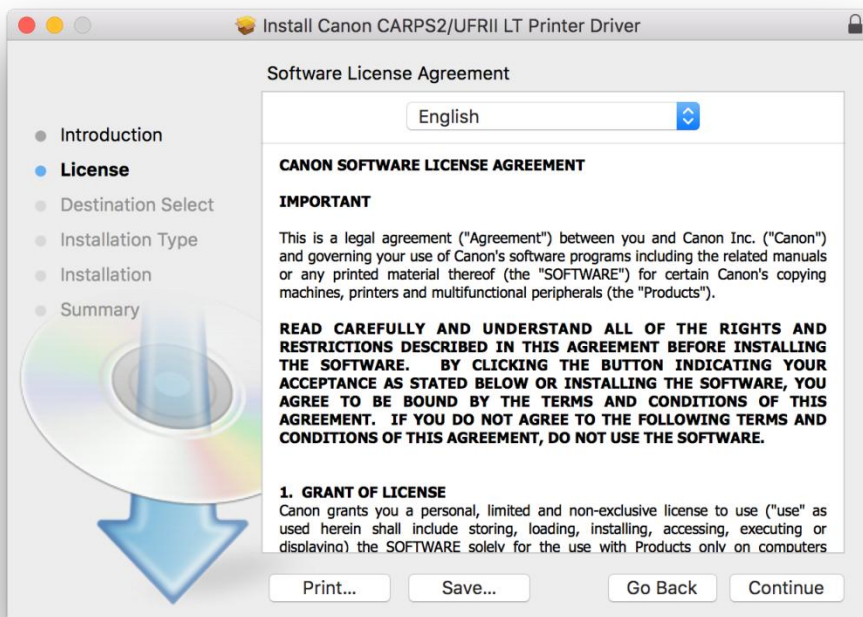 Install Canon CARPS2/UFRII LT Printer Driver
Software License Agreement
Introduction
License
Destination Select
Installation Type
Installation
Summary
English
CANON SOFTWARE LICENSE AGREEMENT
IMPORTANT
This is a legal agreement ("Agreement") between you and Canon Inc. ("Canon")
and governing your use of Canon's software programs including the related manuals
or any printed material thereof (the "SOFTWARE") for certain Canon's copying
machines, printers and multifunctional peripherals (the "Products").
READ CAREFULLY AND UNDERSTAND ALL OF THE RIGHTS AND
RESTRICTIONS DESCRIBED IN THIS AGREEMENT BEFORE INSTALLING
THE SOFTWARE. BY CLICKING THE BUTTON INDICATING YOUR
ACCEPTANCE AS STATED BELOW OR INSTALLING THE SOFTWARE, YOU
AGREE TO BE BOUND BY THE TERMS AND CONDITIONS OF THIS
AGREEMENT. IF YOU DO NOT AGREE TO THE FOLLOWING TERMS AND
CONDITIONS OF THIS AGREEMENT, DO NOT USE THE SOFTWARE.
1. GRANT OF LICENSE
Canon grants you a personal, limited and non-exclusive license to use ("use" as
used herein shall include storing, loading, installing, accessing, executing or
displaying) the SOFTWARE solely for the use with Products only on computers
Print...
Save...
Go Back
Continue